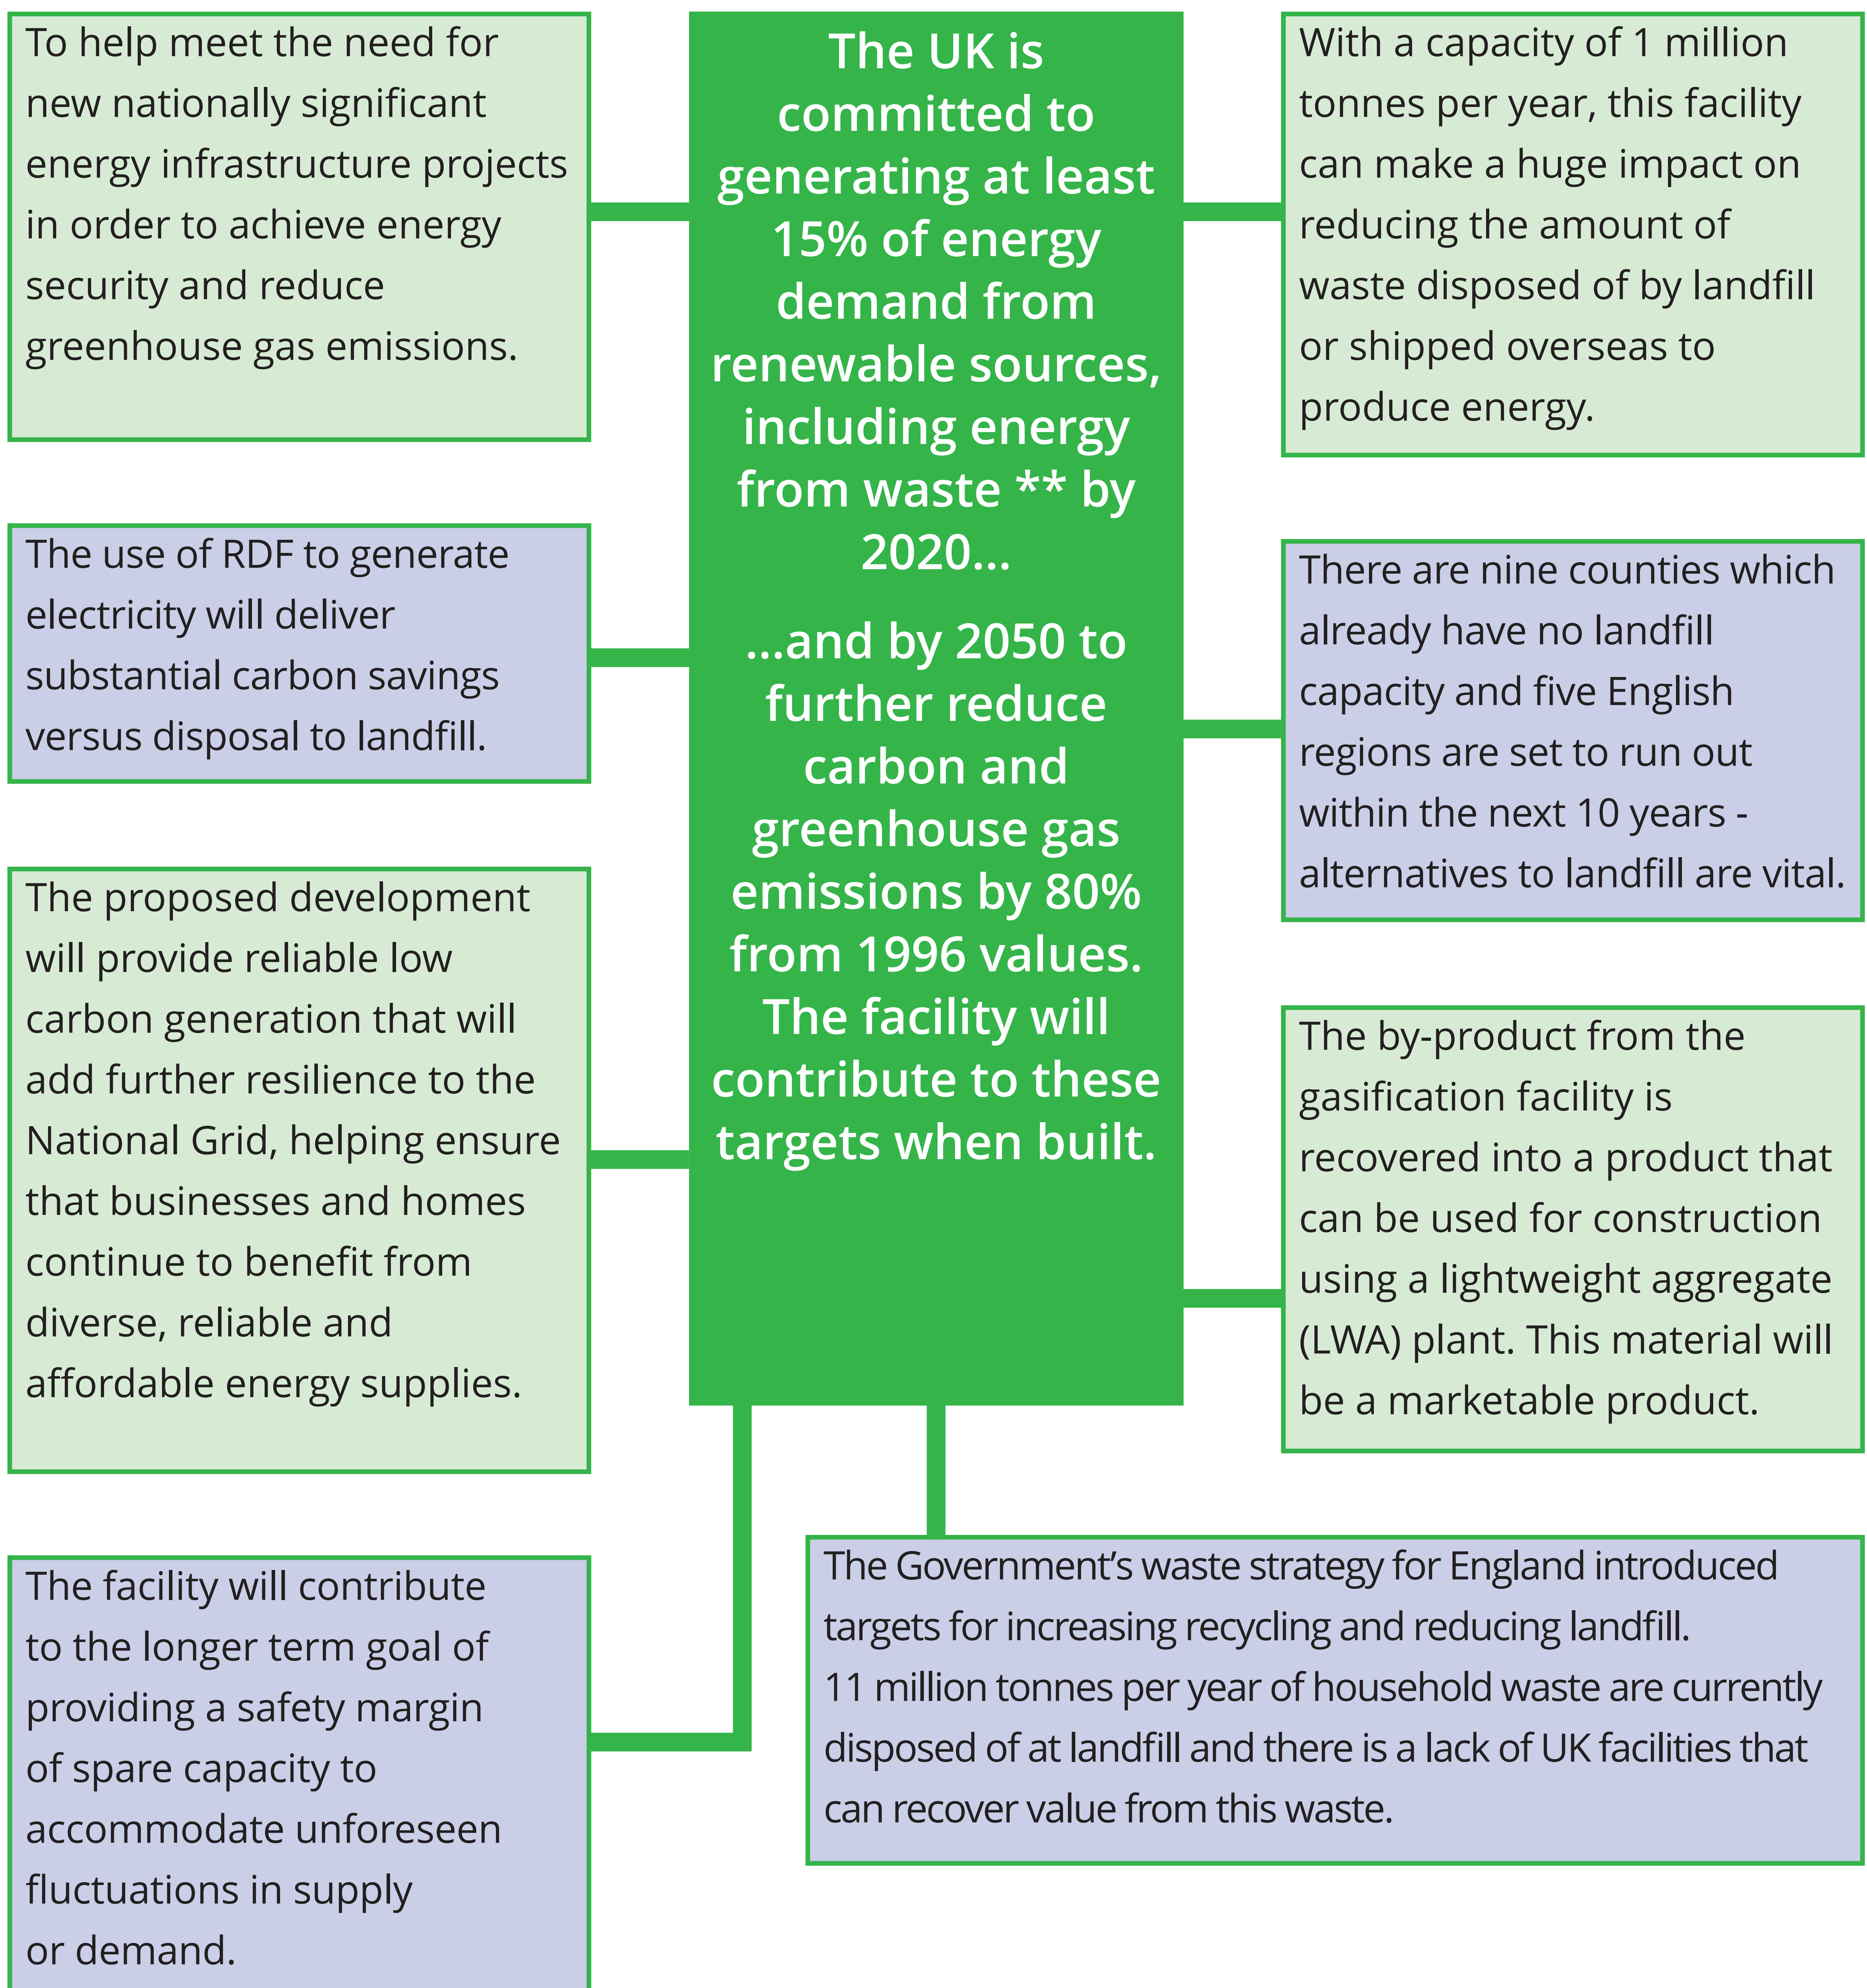 To help meet the need for
new nationally significant
energy infrastructure projects
in order to achieve energy
security and reduce
greenhouse gas emissions.
The use of RDF to generate
electricity will deliver
substantial carbon savings
versus disposal to landfill.
The proposed development
will provide reliable low
carbon generation that will
add further resilience to the
National Grid, helping ensure
that businesses and homes
continue to benefit from
diverse, reliable and
affordable energy supplies.
The facility will contribute
to the longer term goal of
providing a safety margin
of spare capacity to
accommodate unforeseen
fluctuations in supply
or demand.
The UK is
committed to
generating at least
15% of energy
demand from
renewable sources,
including energy
from waste ** by
2020...
...and by 2050 to
further reduce
carbon and
greenhouse gas
emissions by 80%
from 1996 values.
The facility will
contribute to these
targets when built.
With a capacity of 1 million
tonnes per year, this facility
can make a huge impact on
reducing the amount of
waste disposed of by landfill
or shipped overseas to
produce energy.
There are nine counties which
already have no landfill
capacity and five English
regions are set to run out
within the next 10 years -
alternatives to landfill are vital.
The by-product from the
gasification facility is
recovered into a product that
can be used for construction
using a lightweight aggregate
(LWA) plant. This material will
be a marketable product.
The Government’s waste strategy for England introduced
targets for increasing recycling and reducing landfill.
11 million tonnes per year of household waste are currently
disposed of at landfill and there is a lack of UK facilities that
can recover value from this waste.